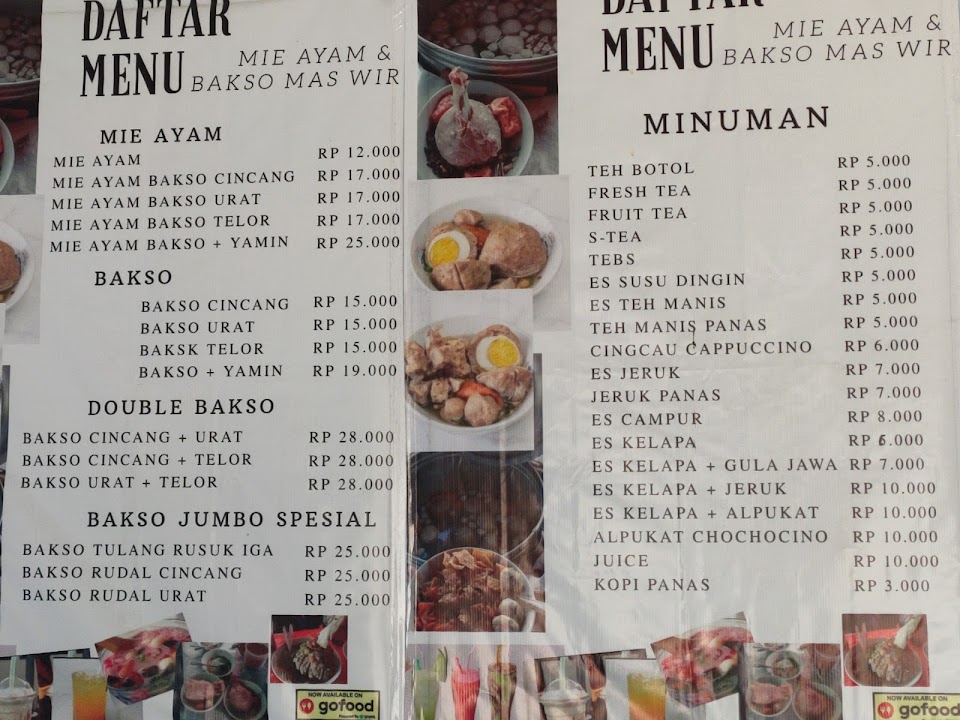 DAFTAR
MENU
MIE AYAM &
BAKSO MAS WIR
MIE AYAM
MIE AYAM RP 12.000
MIE AYAM BAKSO CINCANG RP 17.000
MIE AYAM BAKSO URAT RP 17.000
MIE AYAM BAKSO TELOR RP 17.000
MIE AYAM BAKSO + YAMIN RP 25.000
BAKSO
BAKSO CINCANG RP 15.000
BAKSO URAT RP 15.000
BAKSK TELOR RP 15.000
BAKSO + YAMIN RP 19.000
DOUBLE BAKSO
BAKSO CINCANG + URAT RP 28.000
BAKSO CINCANG + TELOR RP 28.000
BAKSO URAT + TELOR RP 28.000
BAKSO JUMBO SPESIAL
BAKSO TULANG RUSUK IGA RP 25.000
BAKSO RUDAL CINCANG RP 25.000
BAKSO RUDAL URAT RP 25.000
NOW AVAILABLE ON
gofood
DAFTAR
MENU
MIE AYAM &
BAKSO MAS WIR
MINUMAN
TEH BOTOL RP 5.000
FRESH TEA RP 5.000
FRUIT TEA RP 5.000
S-TEA RP 5.000
TEBS RP 5.000
ES SUSU DINGIN RP 5.000
ES TEH MANIS RP 5.000
TEH MANIS PANAS RP 5.000
CINGCAU CAPPUCCINO RP 6.000
ES JERUK RP 7.000
JERUK PANAS RP 7.000
ES CAMPUR RP 8.000
ES KELAPA RP 6.000
ES KELAPA + GULA JAWA RP 7.000
ES KELAPA + JERUK RP 10.000
ES KELAPA + ALPUKAT RP 10.000
ALPUKAT CHOCHOCINO RP 10.000
JUICE RP 10.000
KOPI PANAS RP 3.000
NOW AVAILABLE ON
gofood